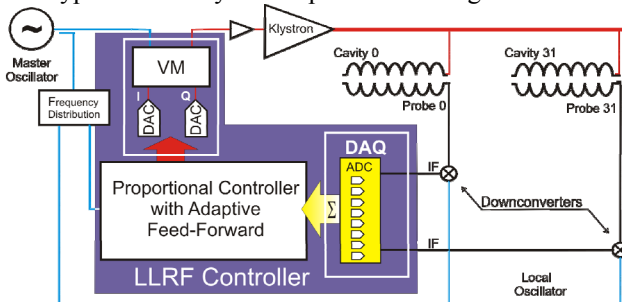 Klystron
Master
Oscillator
VM
I
Q
DAC
DAC
Frequency
Distribution
Cavity 0
Probe 0
Cavity 31
Probe 31
DAQ
ADC
IF
Downconverters
Proportional Controller
with Adaptive
Feed-Forward
Σ
IF
LLRF Controller
Local
Oscillator